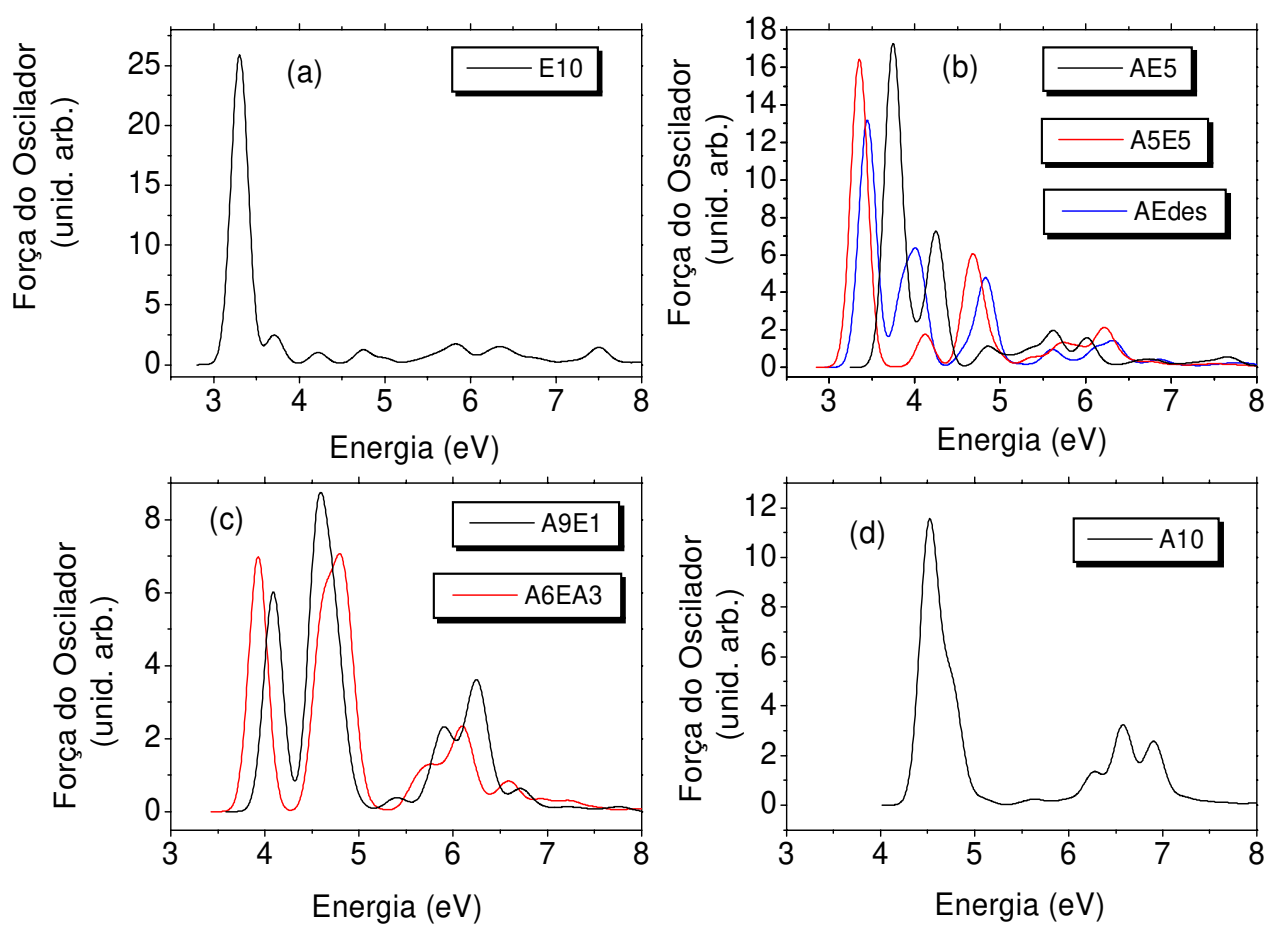 Força do Oscilador
(unid. arb.)
25
20
15
10
5
0
(a)
E10
3 4 5 6 7 8
Energia (eV)
Força do Oscilador
(unid. arb.)
18
16
14
12
10
8
6
4
2
0
(b)
AE5
A5E5
AEdes
3 4 5 6 7 8
Energia (eV)
Força do Oscilador
(unid. arb.)
8
6
4
2
0
(c)
A9E1
A6EA3
3 4 5 6 7 8
Energia (eV)
Força do Oscilador
(unid. arb.)
12
10
8
6
4
2
0
(d)
A10
3 4 5 6 7 8
Energia (eV)